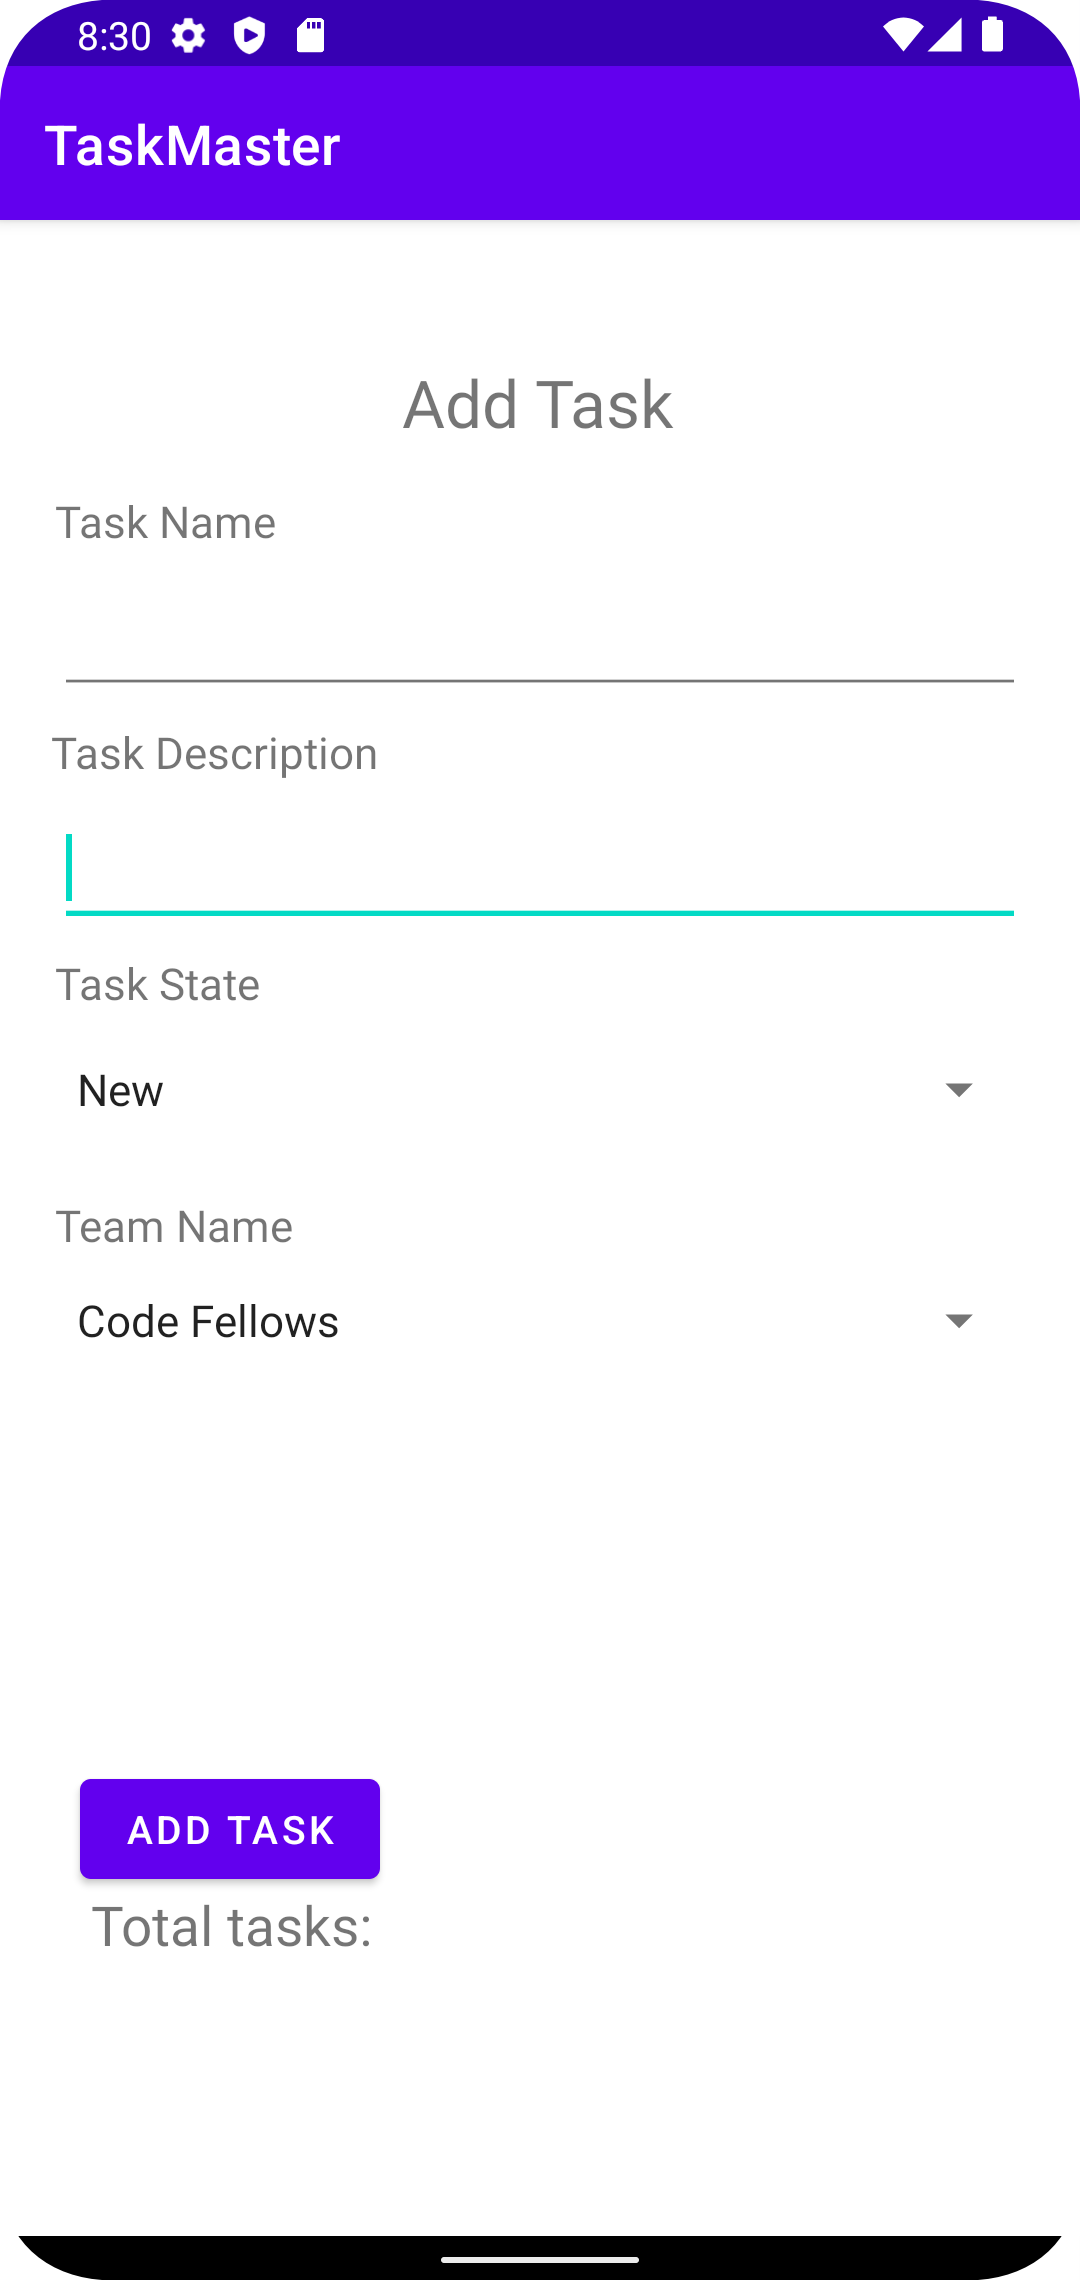 8:30
TaskMaster
Add Task
Task Name
Task Description
Task State
New
Team Name
Code Fellows
ADD TASK
Total tasks: